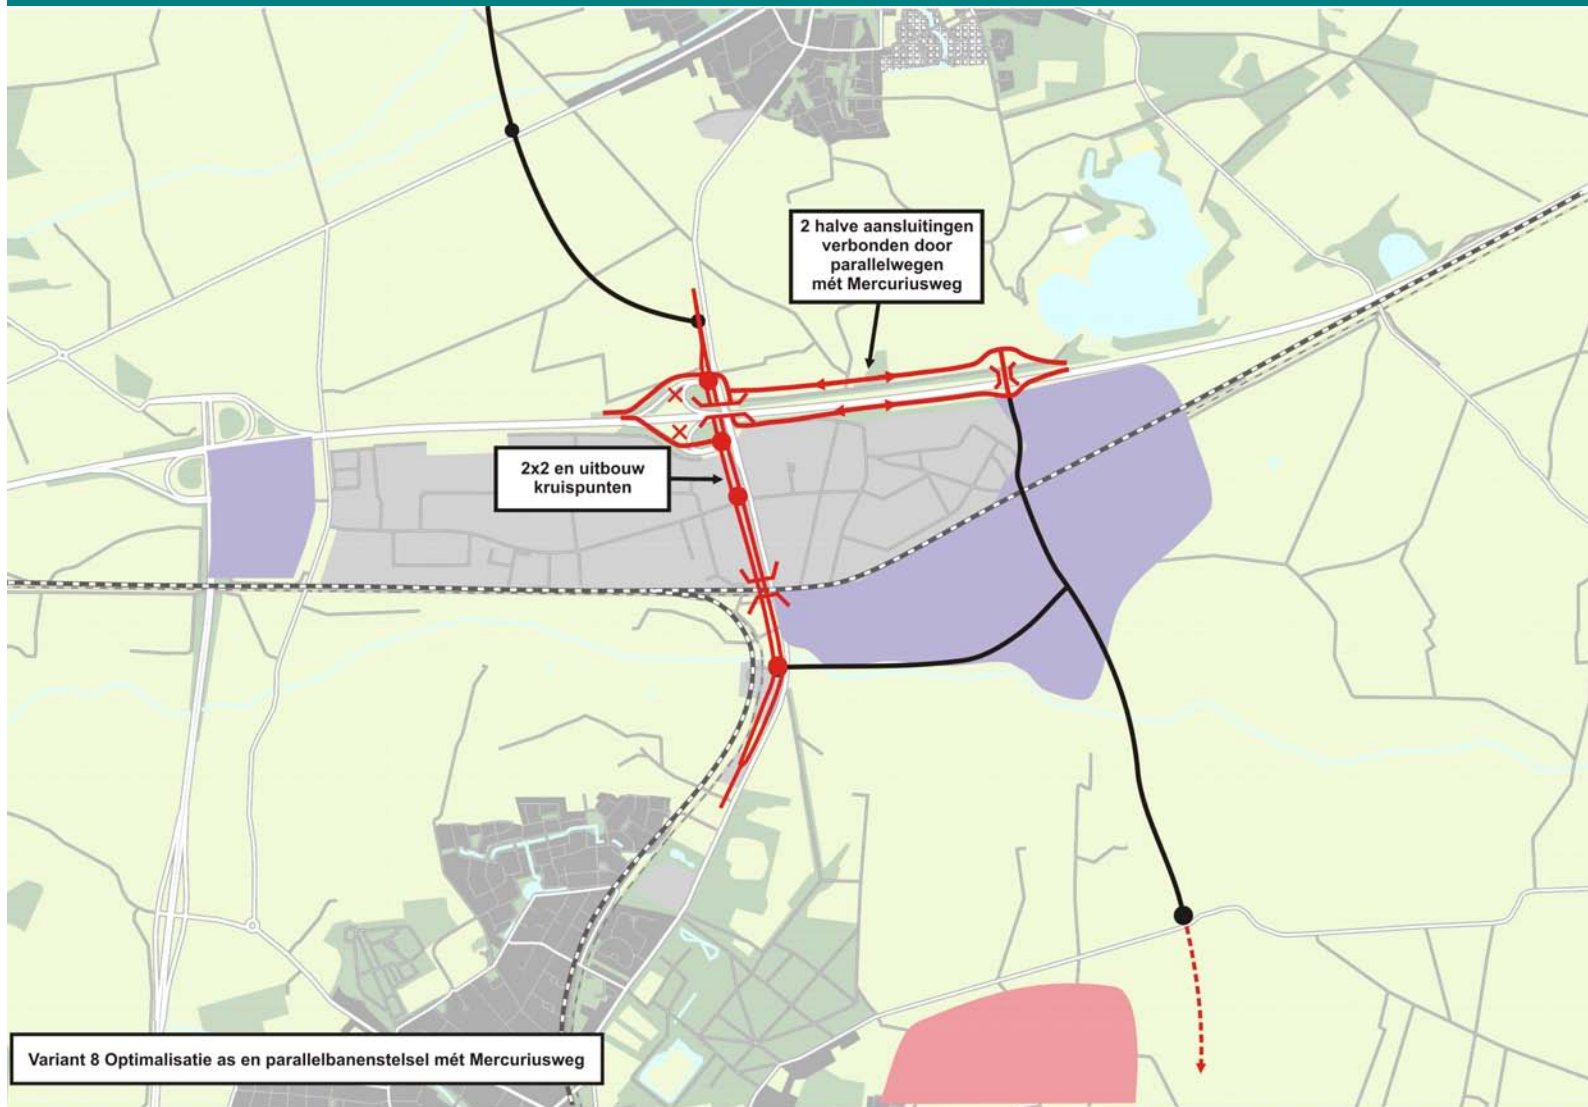 2 halve aansluitingen
verbonden door
parallelwegen
mét Mercuriusweg
2x2 en uitbouw
kruispunten
Variant 8 Optimalisatie as en parallelbanenstelsel mét Mercuriusweg